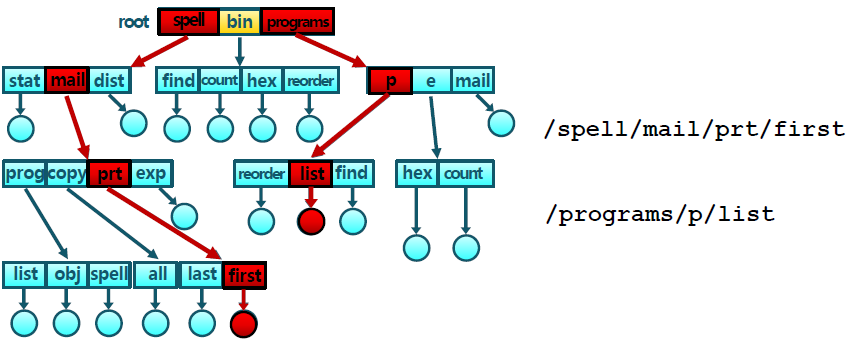 root spell bin programs
stat mail dist find count hex reorder p e mail
/spell/mail/prt/first
prog copy prt exp reorder list find hex count
/programs/p/list
list obj spell all last first